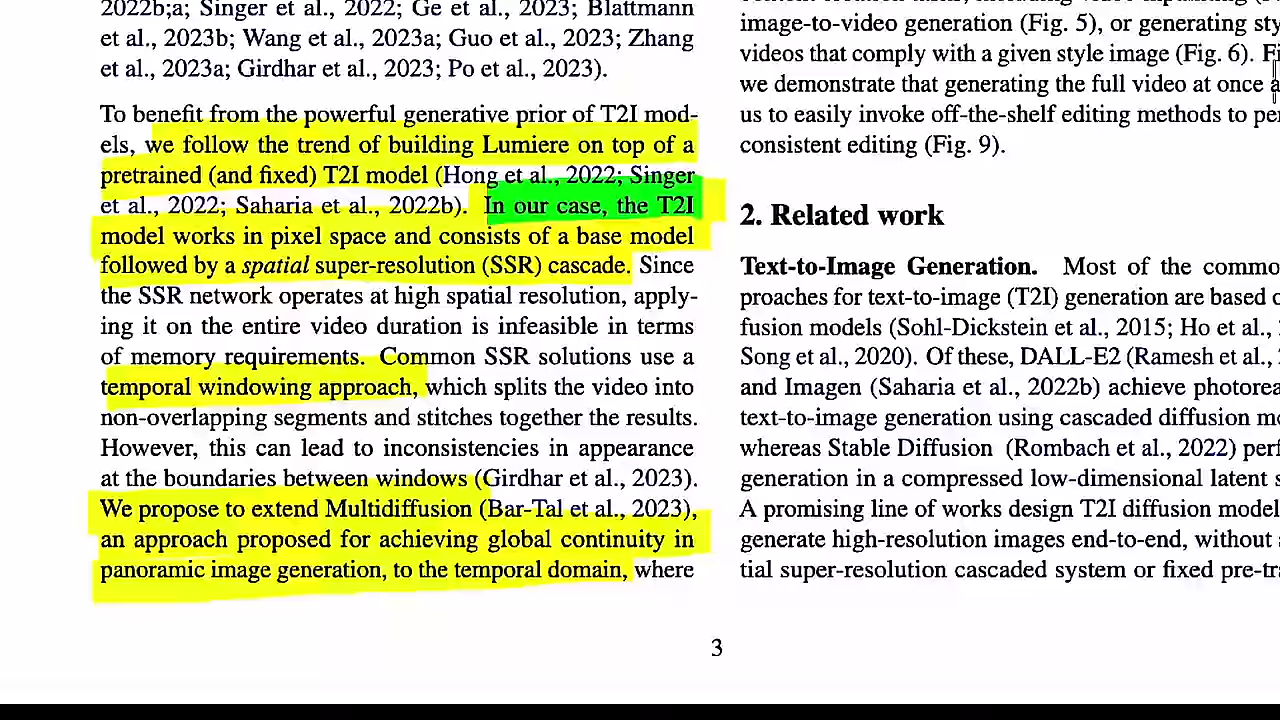 2022b;a; Singer et al., 2022; Ge et al., 2023; Blattmann
et al., 2023b; Wang et al., 2023a; Guo et al., 2023; Zhang
et al., 2023a; Girdhar et al., 2023; Po et al., 2023).
To benefit from the powerful generative prior of T2I mod-
els, we follow the trend of building Lumiere on top of a
pretrained (and fixed) T2I model (Hong et al., 2022; Singer
et al., 2022; Saharia et al., 2022b). In our case, the T2I
model works in pixel space and consists of a base model
followed by a spatial super-resolution (SSR) cascade. Since
the SSR network operates at high spatial resolution, apply-
ing it on the entire video duration is infeasible in terms
of memory requirements. Common SSR solutions use a
temporal windowing approach, which splits the video into
non-overlapping segments and stitches together the results.
However, this can lead to inconsistencies in appearance
at the boundaries between windows (Girdhar et al., 2023).
We propose to extend Multidiffusion (Bar-Tal et al., 2023),
an approach proposed for achieving global continuity in
panoramic image generation, to the temporal domain, where
image-to-video generation (Fig. 5), or generating sty
videos that comply with a given style image (Fig. 6). Fi
we demonstrate that generating the full video at once a
us to easily invoke off-the-shelf editing methods to per
consistent editing (Fig. 9).
2. Related work
Text-to-Image Generation. Most of the commo
proaches for text-to-image (T2I) generation are based o
fusion models (Sohl-Dickstein et al., 2015; Ho et al.,
Song et al., 2020). Of these, DALL-E2 (Ramesh et al.,
and Imagen (Saharia et al., 2022b) achieve photorea
text-to-image generation using cascaded diffusion mo
whereas Stable Diffusion (Rombach et al., 2022) perf
generation in a compressed low-dimensional latent s
A promising line of works design T2I diffusion model
generate high-resolution images end-to-end, without a
tial super-resolution cascaded system or fixed pre-tra
3